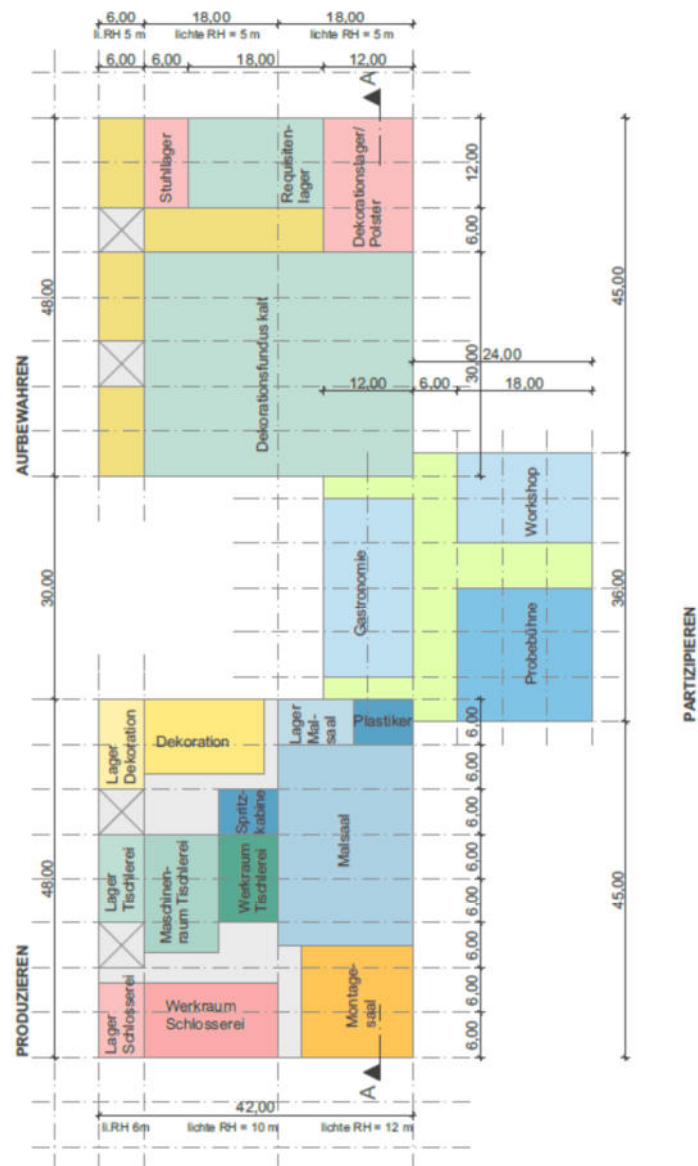 6,00 18,00 18,00
li.RH 5 m lichte RH = 5 m lichte RH = 5 m
6,00 6,00 18,00 12,00
A
Stuhllager
Requisiten-
lager
Dekorationslager/
Polster
12,00
6,00
48,00
45,00
Dekorationsfundus kalt
30,00
24,00
12,00 6,00 18,00
AUFBEWAHREN
Workshop
Gastronomie
30,00
36,00
Probebühne
PARTIZIPIEREN
Lager
Dekoration
Dekoration
Lager
Mal-
saal
Plastiker
6,00
6,00
Spritz-
kabine
6,00
48,00
Lager
Tischlerei
Maschinen-
raum Tischlerei
Werkraum
Tischlerei
Malsaal
6,00
6,00
45,00
6,00
PRODUZIEREN
Lager
Schlosserei
Werkraum
Schlosserei
Montage-
saal
6,00
6,00
A
42,00
li.RH 6m lichte RH = 10 m lichte RH = 12 m